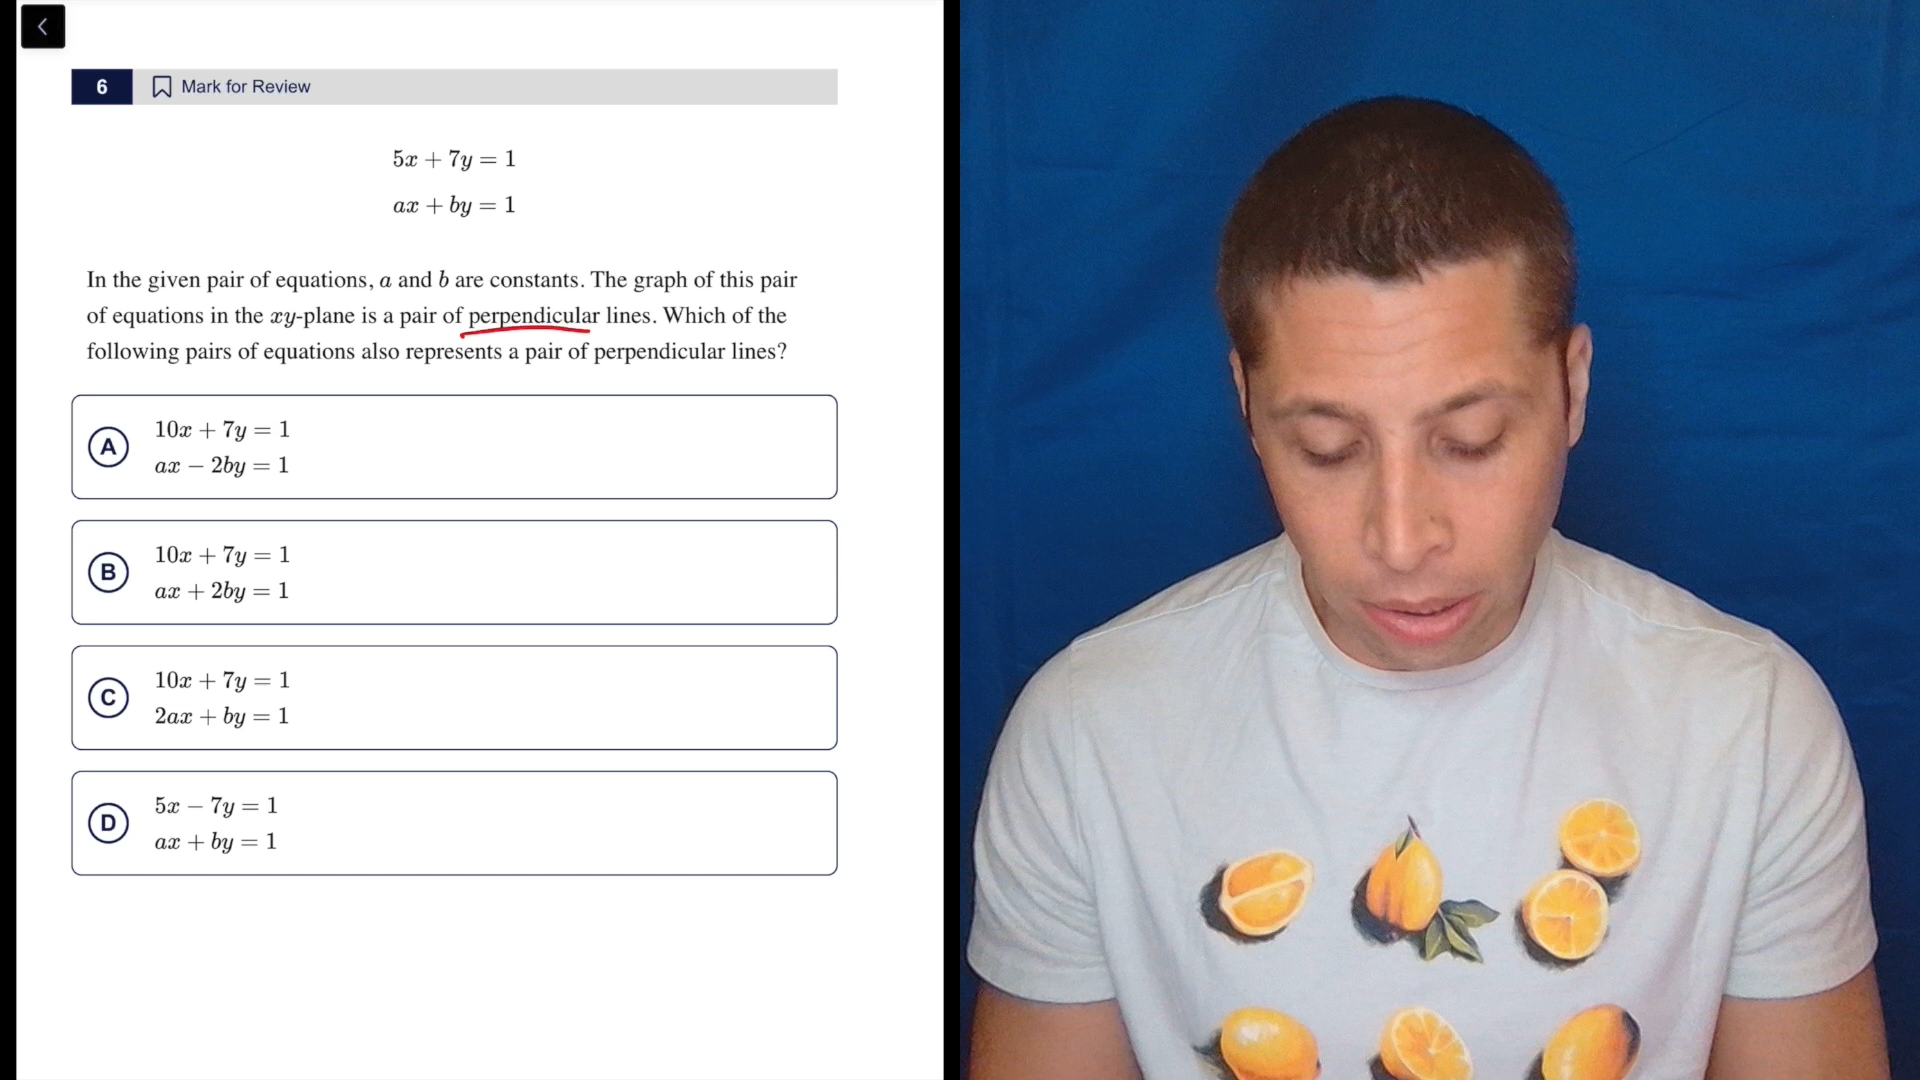 6 Mark for Review
5x + 7y = 1
ax + by = 1
In the given pair of equations, a and b are constants. The graph of this pair
of equations in the xy-plane is a pair of perpendicular lines. Which of the
following pairs of equations also represents a pair of perpendicular lines?
A
10x + 7y = 1
ax − 2by = 1
B
10x + 7y = 1
ax + 2by = 1
C
10x + 7y = 1
2ax + by = 1
D
5x − 7y = 1
ax + by = 1